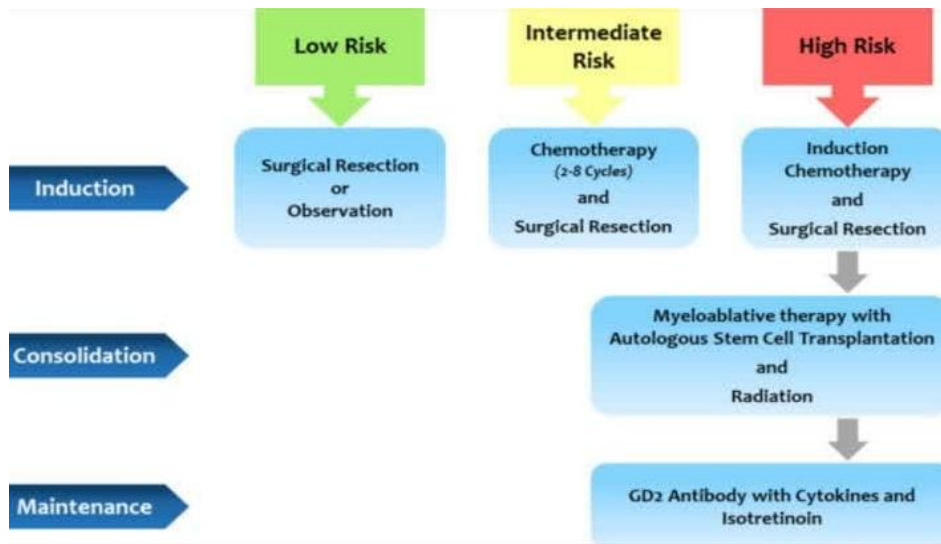 Low Risk
Intermediate
Risk
High Risk
Induction
Surgical Resection
or
Observation
Chemotherapy
(2-8 Cycles)
and
Surgical Resection
Induction
Chemotherapy
and
Surgical Resection
Consolidation
Myeloablative therapy with
Autologous Stem Cell Transplantation
and
Radiation
Maintenance
GD2 Antibody with Cytokines and
Isotretinoin